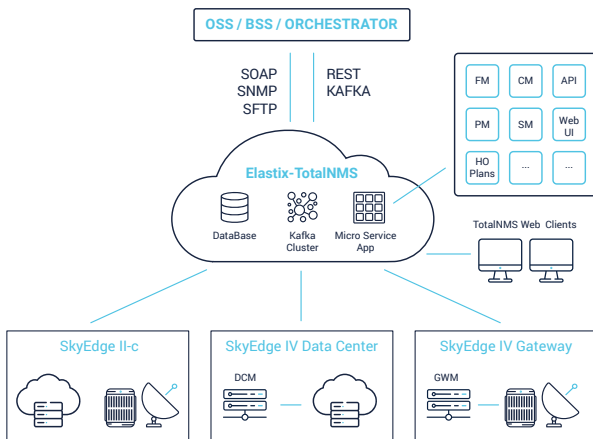 OSS / BSS / ORCHESTRATOR
SOAP
SNMP
SFTP
REST
KAFKA
FM
CM
API
PM
SM
Web
UI
HO
Plans
...
...
Elastix-TotalNMS
DataBase
Kafka
Cluster
Micro Service
App
TotalNMS Web Clients
SkyEdge II-c
SkyEdge IV Data Center
DCM
SkyEdge IV Gateway
GWM